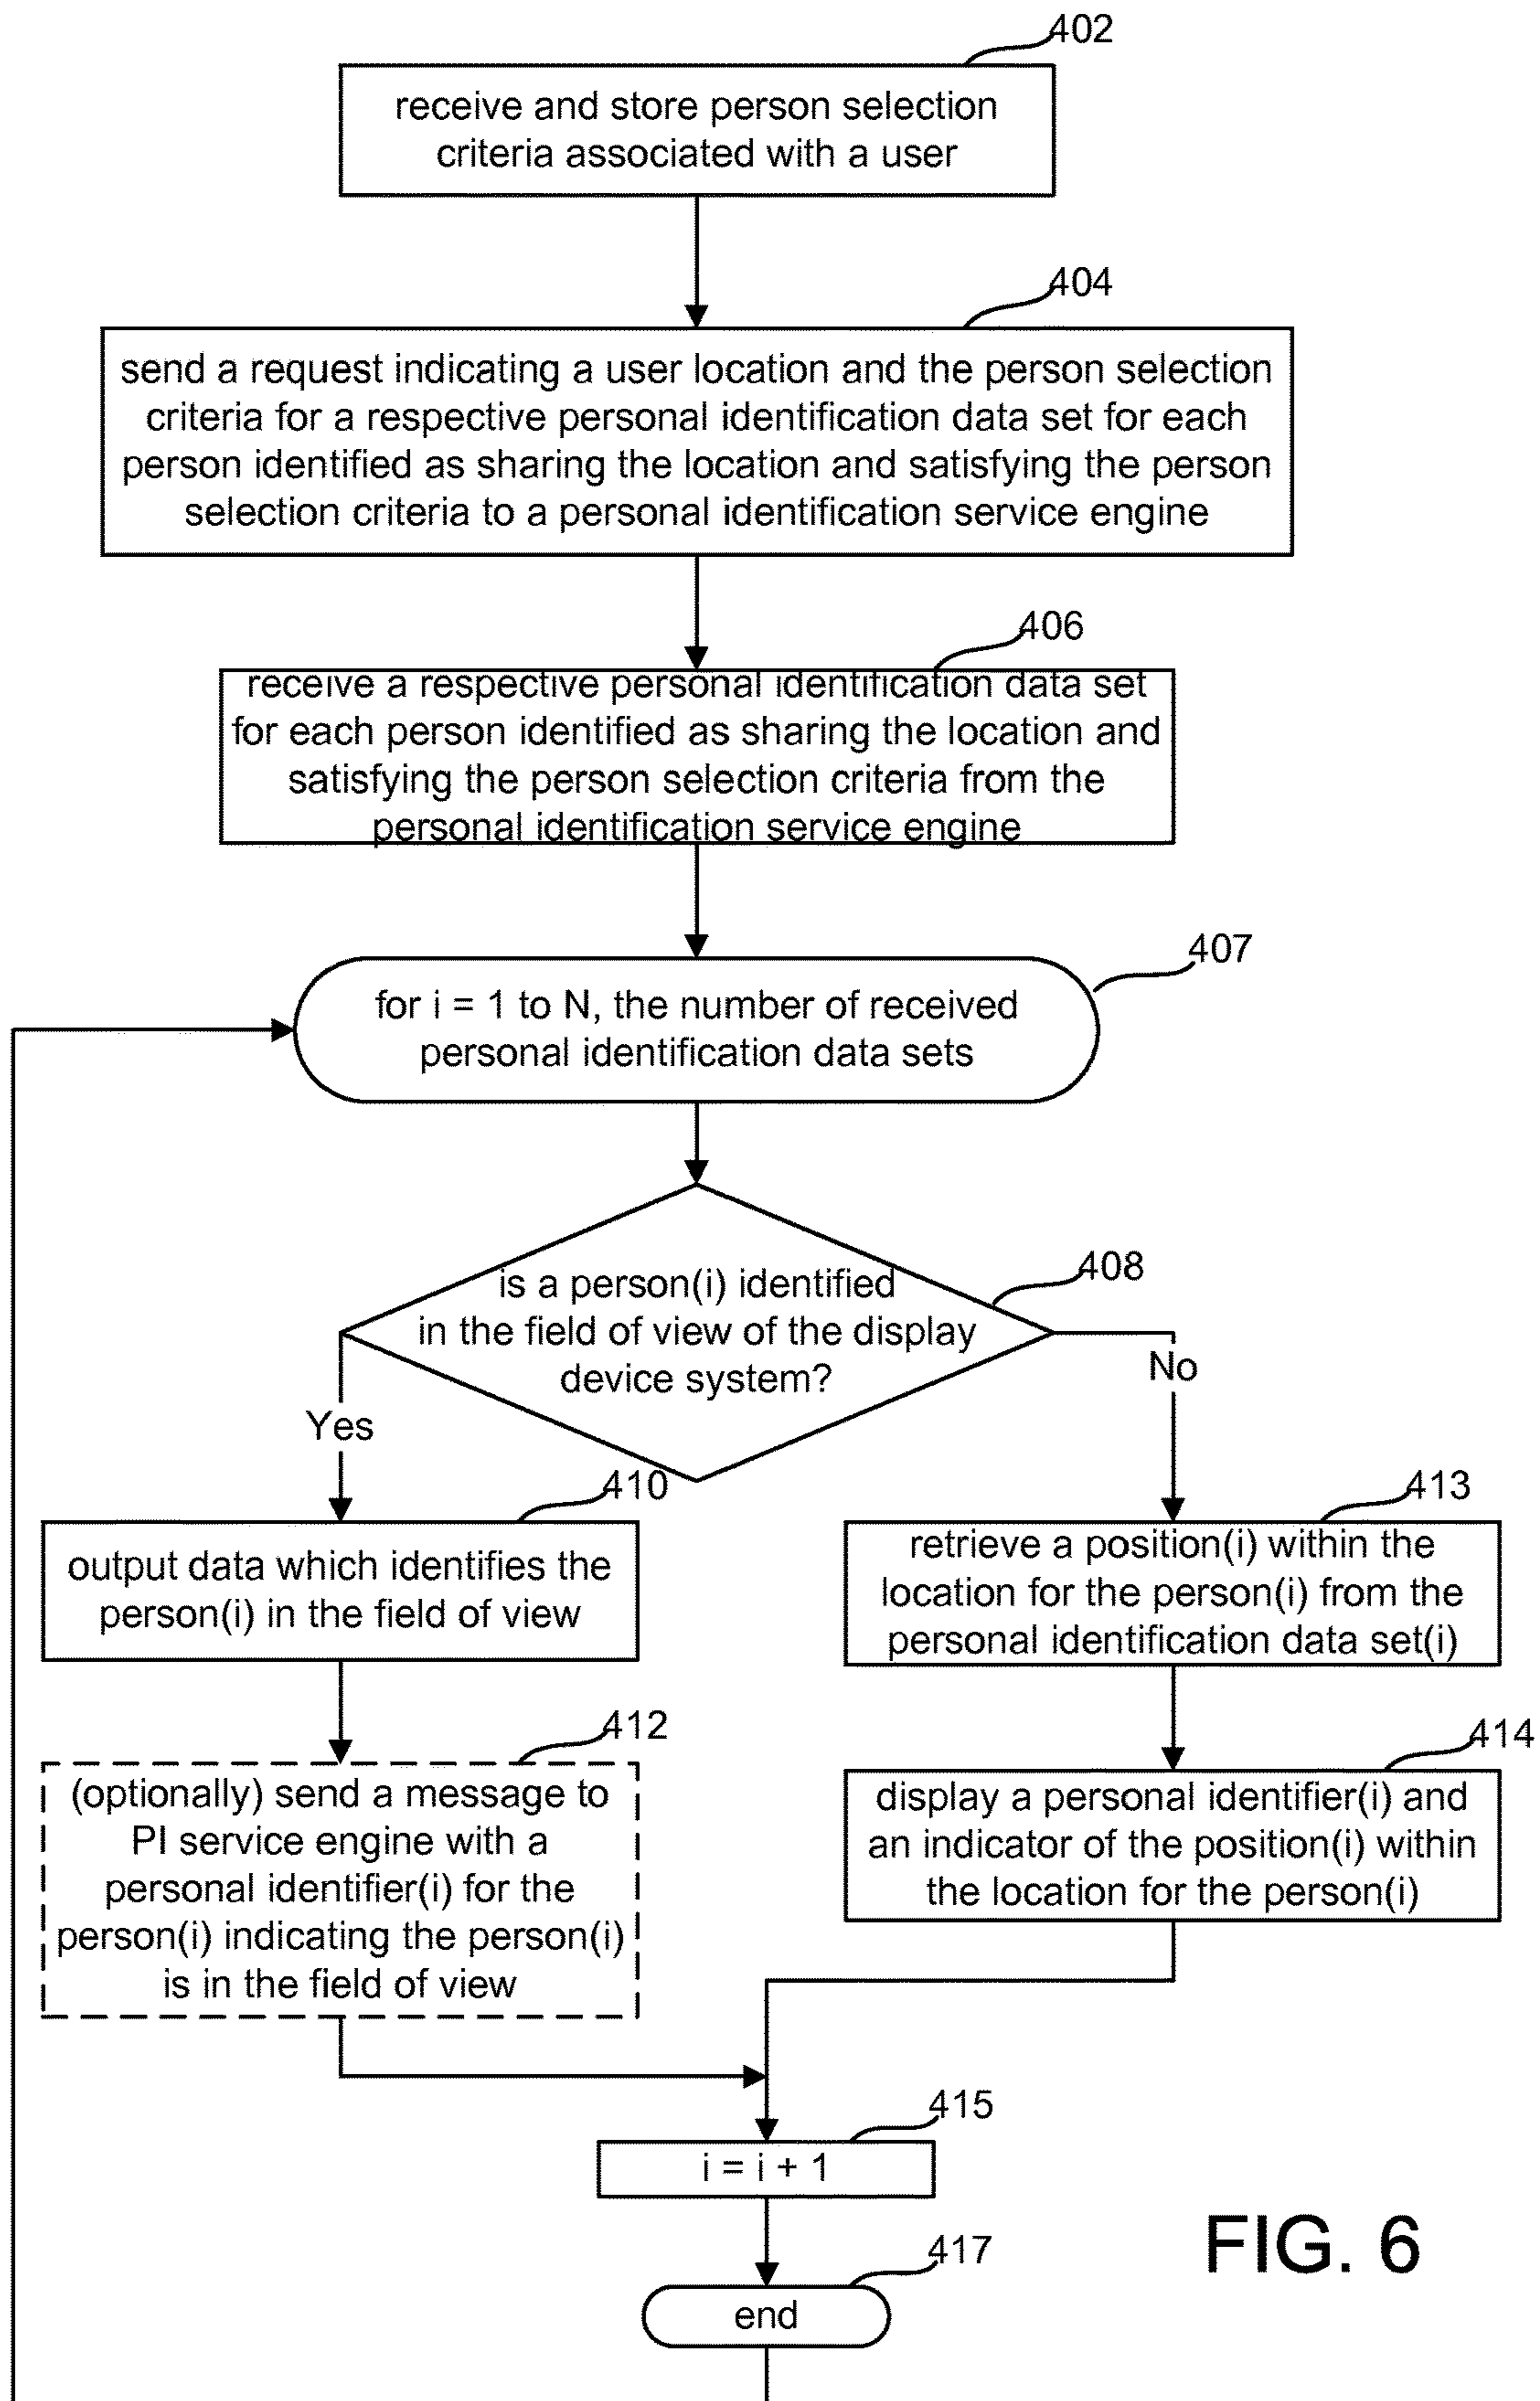 402
receive and store person selection
criteria associated with a user
404
send a request indicating a user location and the person selection
criteria for a respective personal identification data set for each
person identified as sharing the location and satisfying the person
selection criteria to a personal identification service engine
406
receive a respective personal identification data set
for each person identified as sharing the location and
satisfying the person selection criteria from the
personal identification service engine
407
for i = 1 to N, the number of received
personal identification data sets
408
is a person(i) identified
in the field of view of the display
device system?
No
Yes
410
output data which identifies the
person(i) in the field of view
413
retrieve a position(i) within the
location for the person(i) from the
personal identification data set(i)
412
(optionally) send a message to
PI service engine with a
personal identifier(i) for the
person(i) indicating the person(i)
is in the field of view
414
display a personal identifier(i) and
an indicator of the position(i) within
the location for the person(i)
415
i = i + 1
417
end
FIG. 6